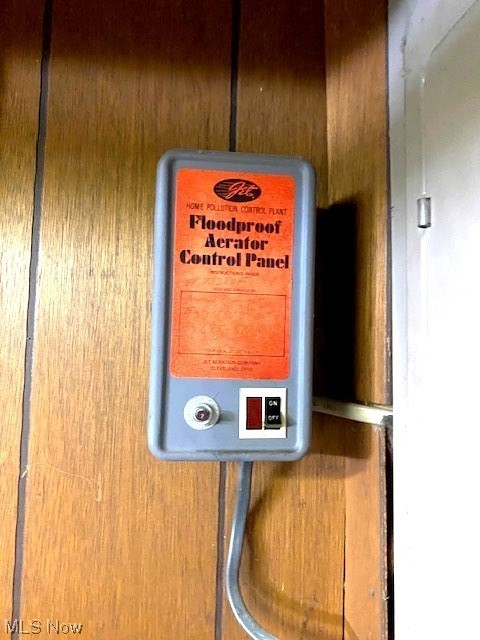 Jet
HOME POLLUTION CONTROL PLANT
Floodproof
Aerator
Control Panel
INSTRUCTIONS INSIDE
JET AERATION COMPANY
CLEVELAND, OHIO
ON
OFF
MLS Now